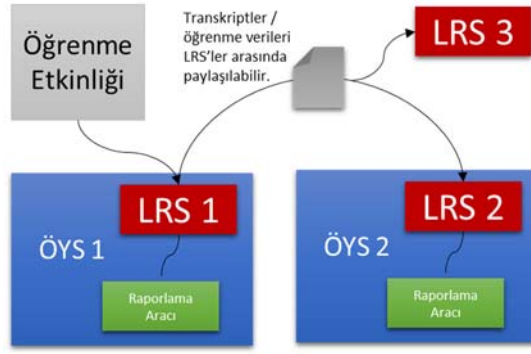 Öğrenme
Etkinliği
Transkriptler /
öğrenme verileri
LRS'ler arasında
paylaşılabilir.
LRS 3
LRS 1
ÖYS 1
Raporlama
Aracı
LRS 2
ÖYS 2
Raporlama
Aracı